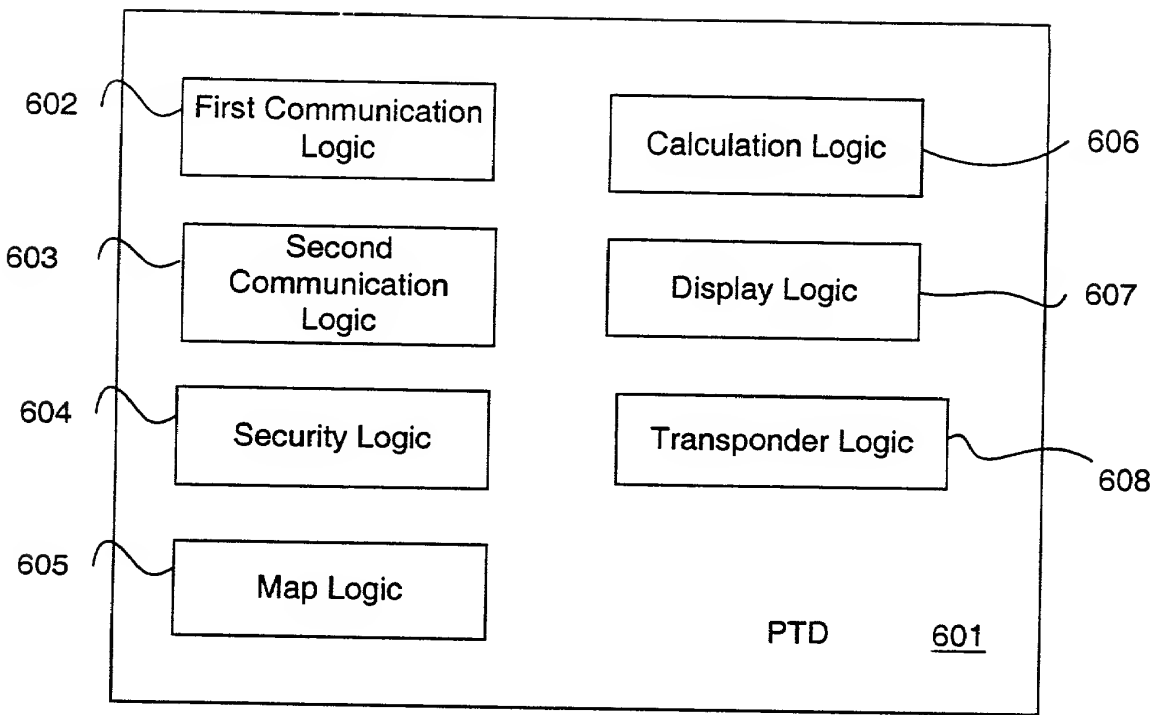 602
First Communication
Logic
Calculation Logic
606
603
Second
Communication
Logic
Display Logic
607
604
Security Logic
Transponder Logic
608
605
Map Logic
PTD
601